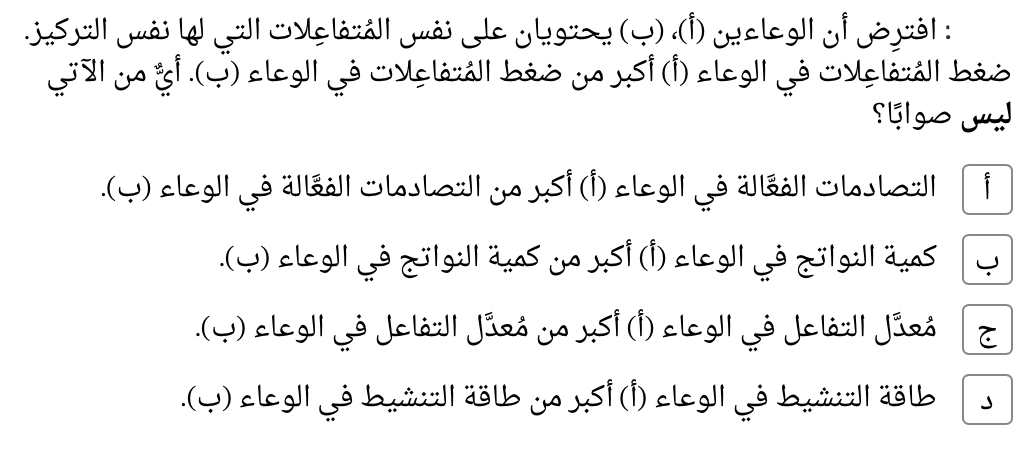 : افترِض أن الوعاءين (أ)، (ب) يحتويان على نفس المُتفاعِلات التي لها نفس التركيز.
ضغط المُتفاعِلات في الوعاء (أ) أكبر من ضغط المُتفاعِلات في الوعاء (ب). أيٌّ من الآتي
ليس صوابًا؟
أ التصادمات الفعَّالة في الوعاء (أ) أكبر من التصادمات الفعَّالة في الوعاء (ب).
ب كمية النواتج في الوعاء (أ) أكبر من كمية النواتج في الوعاء (ب).
ج مُعدَّل التفاعل في الوعاء (أ) أكبر من مُعدَّل التفاعل في الوعاء (ب).
د طاقة التنشيط في الوعاء (أ) أكبر من طاقة التنشيط في الوعاء (ب).